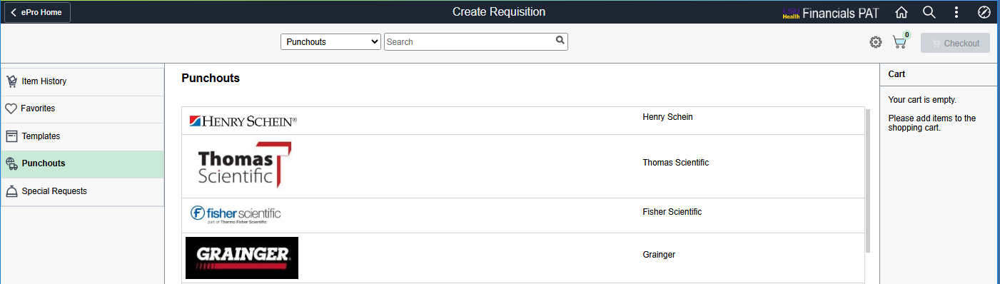 ePro Home
Create Requisition
LSU
Health Financials PAT
Punchouts
Search
0
Checkout
Item History
Favorites
Templates
Punchouts
Special Requests
Punchouts
HENRY SCHEIN®
Henry Schein
Thomas
Scientific
Thomas Scientific
fisher scientific
part of Thermo Fisher Scientific
Fisher Scientific
GRAINGER
Grainger
Cart
Your cart is empty.
Please add items to the
shopping cart.